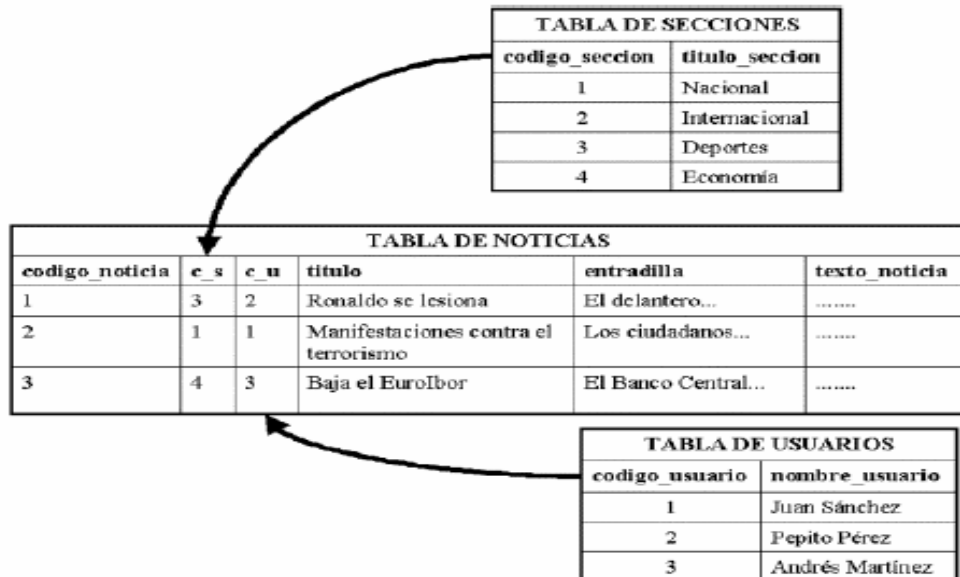 TABLA DE SECCIONES
codigo_seccion titulo_seccion
1 Nacional
2 Internacional
3 Deportes
4 Economía
TABLA DE NOTICIAS
codigo_noticia c_s c_u titulo entradilla texto_noticia
1 3 2 Ronaldo se lesiona El delantero... .......
2 1 1 Manifestaciones contra el Los ciudadanos... .......
terrorismo
3 4 3 Baja el EuroIbor El Banco Central... .......
TABLA DE USUARIOS
codigo_usuario nombre_usuario
1 Juan Sánchez
2 Pepito Pérez
3 Andrés Martínez